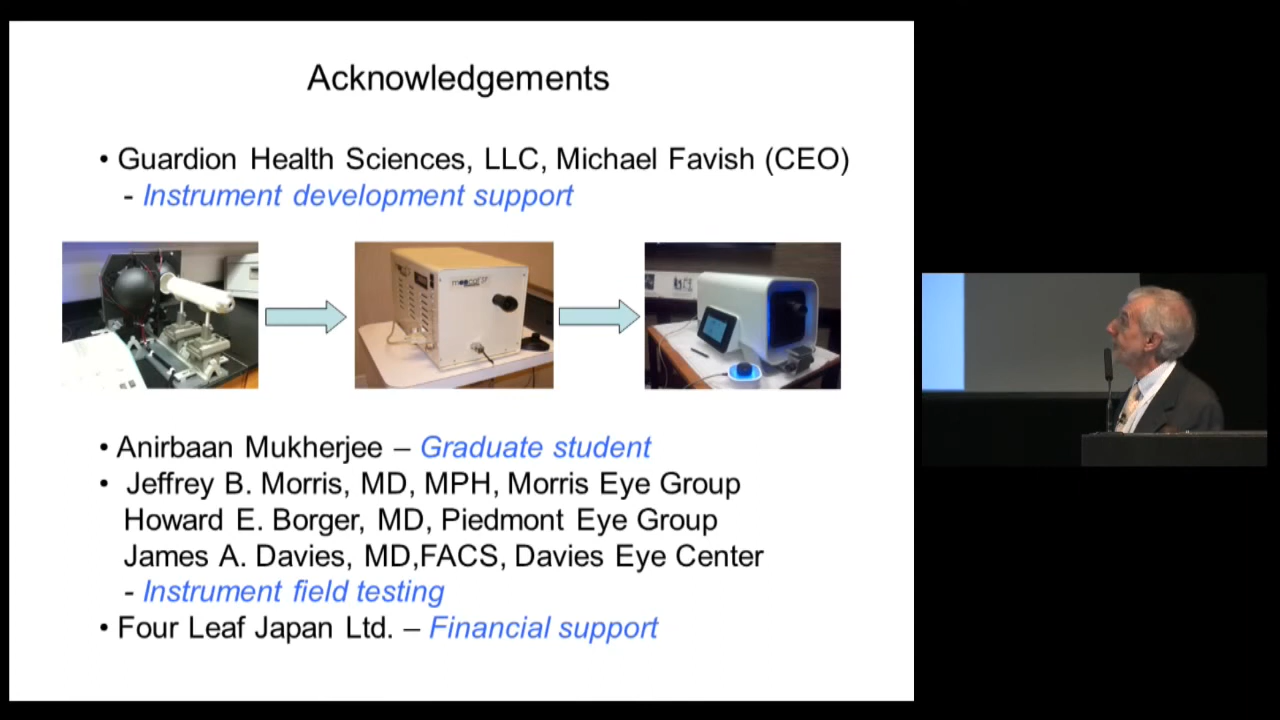 Acknowledgements
• Guardion Health Sciences, LLC, Michael Favish (CEO)
- Instrument development support
• Anirbaan Mukherjee – Graduate student
• Jeffrey B. Morris, MD, MPH, Morris Eye Group
Howard E. Borger, MD, Piedmont Eye Group
James A. Davies, MD,FACS, Davies Eye Center
- Instrument field testing
• Four Leaf Japan Ltd. – Financial support